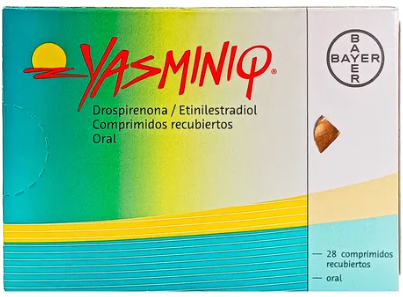 YASMINIQ®
Drospirenona / Etinilestradiol
Comprimidos recubiertos
Oral
BAYER
BAYER
28 comprimidos
recubiertos
oral